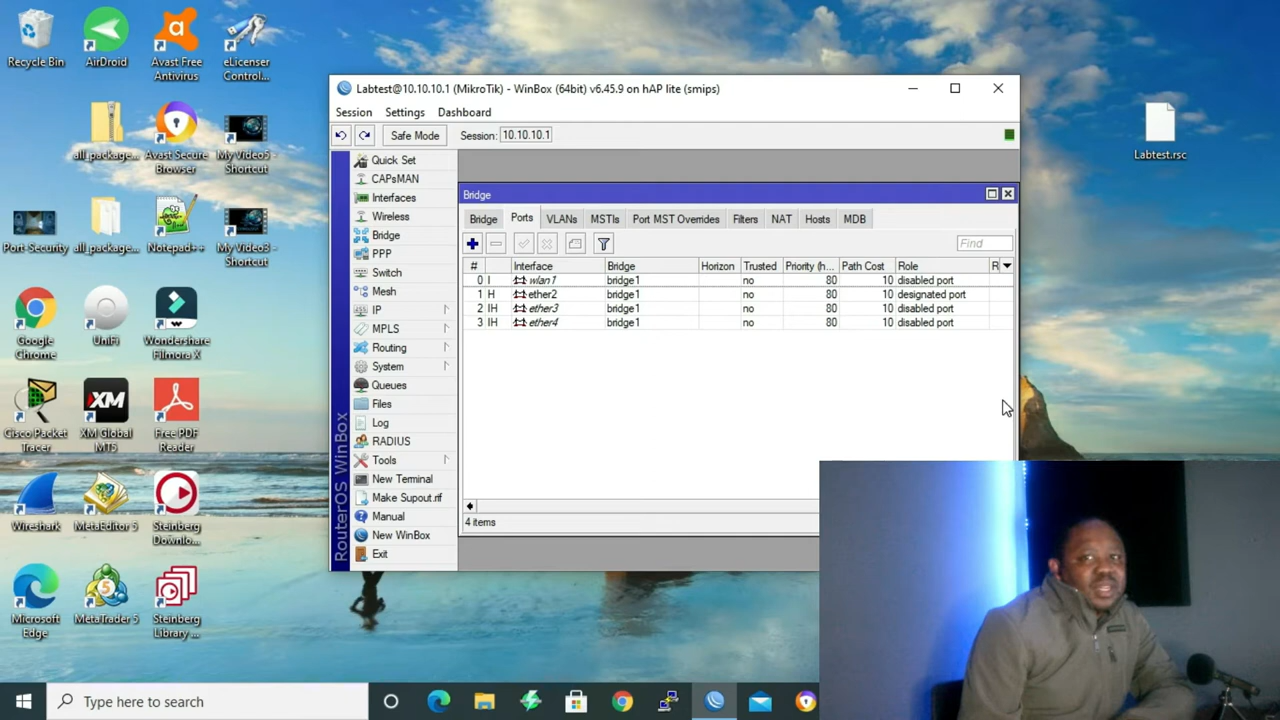 Recycle Bin
AirDroid
Avast Free
Antivirus
eLicenser
Control...
all_package...
Avast Secure
Browser
My Video5 -
Shortcut
Port-Security
all_package...
Notepad++
My Video3 -
Shortcut
Google
Chrome
UniFi
Wondershare
Filmora X
Cisco Packet
Tracer
XM
XM Global
MT5
Free PDF
Reader
Wireshark
MetaEditor 5
Steinberg
Downlo...
Microsoft
Edge
MetaTrader 5
Steinberg
Library ...
Labtest.rsc
Labtest@10.10.10.1 (MikroTik) - WinBox (64bit) v6.45.9 on hAP lite (smips)
Session Settings Dashboard
Safe Mode Session: 10.10.10.1
RouterOS WinBox
Quick Set
CAPsMAN
Interfaces
Wireless
Bridge
PPP
Switch
Mesh
IP
MPLS
Routing
System
Queues
Files
Log
RADIUS
Tools
New Terminal
Make Supout.rif
Manual
New WinBox
Exit
Bridge
Bridge Ports VLANs MSTIs Port MST Overrides Filters NAT Hosts MDB
Find
# Interface Bridge Horizon Trusted Priority (h... Path Cost Role R
0 I wlan1 bridge1 no 80 10 disabled port
1 H ether2 bridge1 no 80 10 designated port
2 IH ether3 bridge1 no 80 10 disabled port
3 IH ether4 bridge1 no 80 10 disabled port
4 items
Type here to search